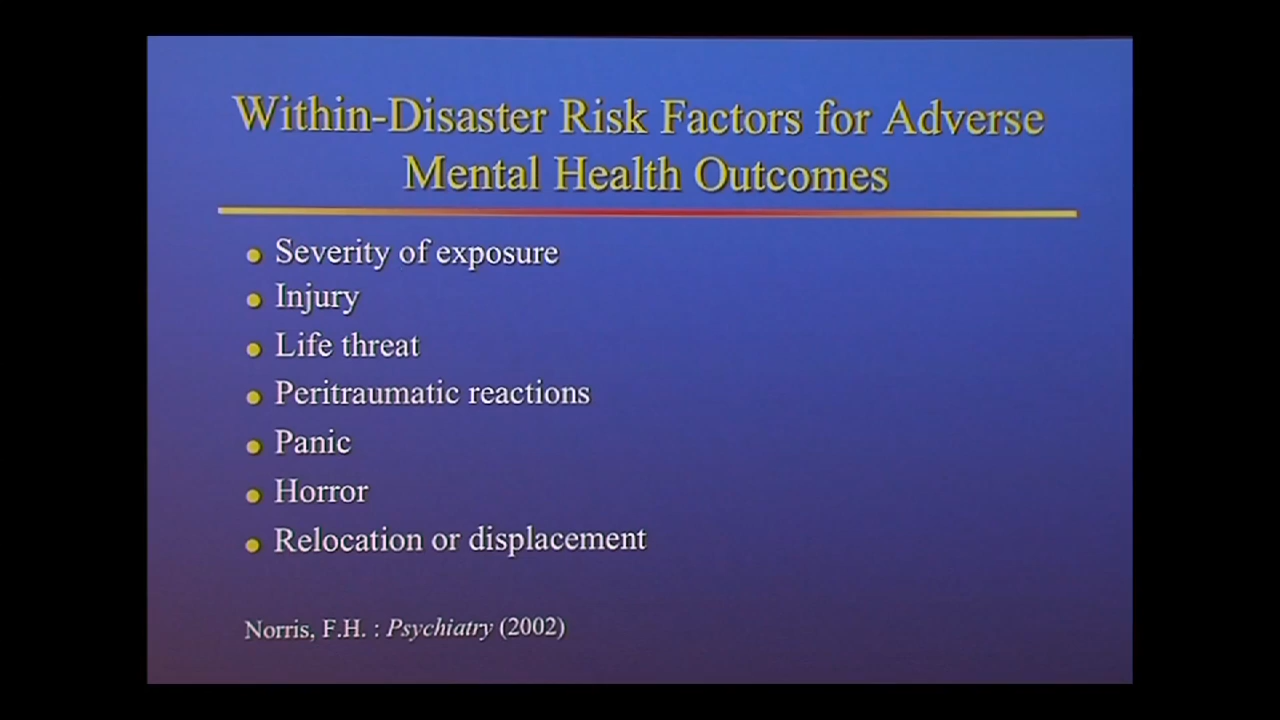 Within-Disaster Risk Factors for Adverse
Mental Health Outcomes
Severity of exposure
Injury
Life threat
Peritraumatic reactions
Panic
Horror
Relocation or displacement
Norris, F.H. : Psychiatry (2002)